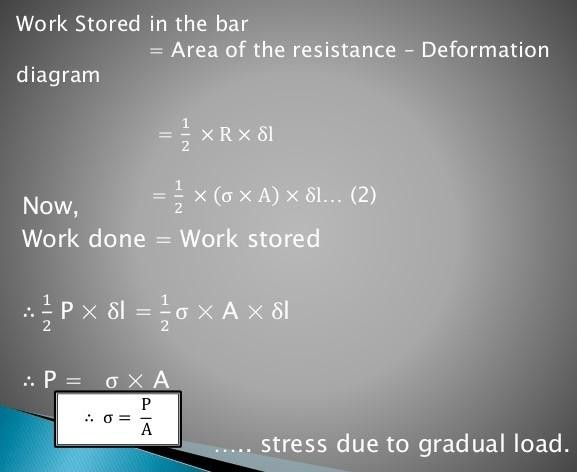 Work Stored in the bar
= Area of the resistance – Deformation
diagram
= 1/2 × R × δl
= 1/2 × (σ × A) × δl… (2)
Now,
Work done = Work stored
∴ 1/2 P × δl = 1/2 σ × A × δl
∴ P = σ × A
∴ σ = P/A
….. stress due to gradual load.